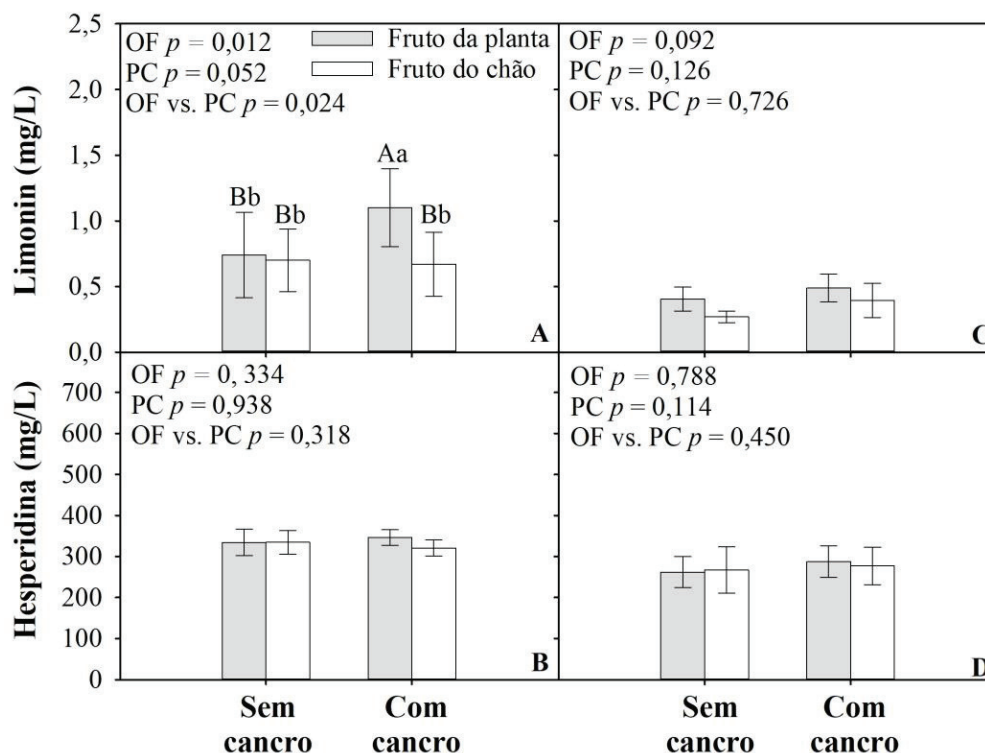 Limonin (mg/L)
2,5
2,0
1,5
1,0
0,5
0,0
OF p = 0,012
PC p = 0,052
OF vs. PC p = 0,024
Fruto da planta
Fruto do chão
Bb
Bb
Aa
Bb
A
OF p = 0,092
PC p = 0,126
OF vs. PC p = 0,726
C
Hesperidina (mg/L)
700
600
500
400
300
200
100
0
OF p = 0, 334
PC p = 0,938
OF vs. PC p = 0,318
B
OF p = 0,788
PC p = 0,114
OF vs. PC p = 0,450
D
Sem
cancro
Com
cancro
Sem
cancro
Com
cancro